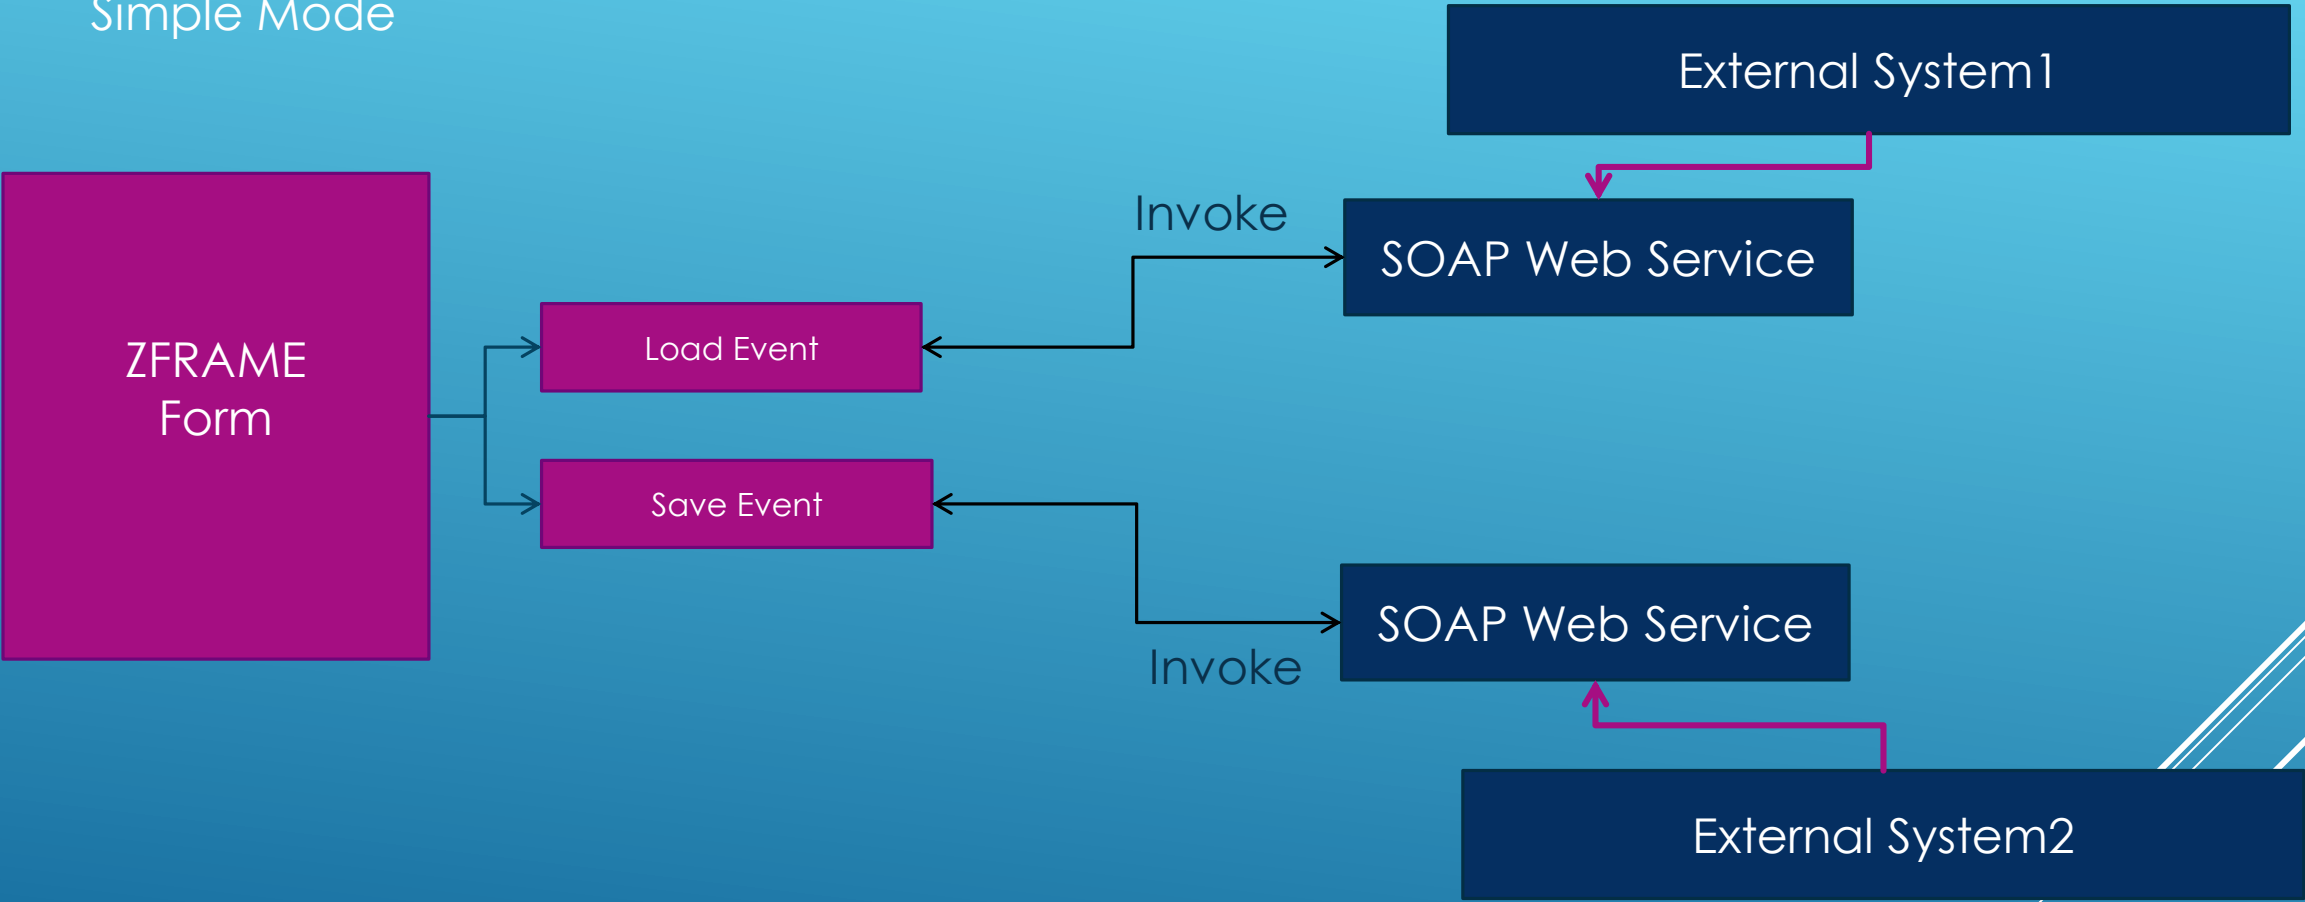 Simple Mode
External System1
Invoke
SOAP Web Service
Load Event
ZFRAME
Form
Save Event
SOAP Web Service
Invoke
External System2